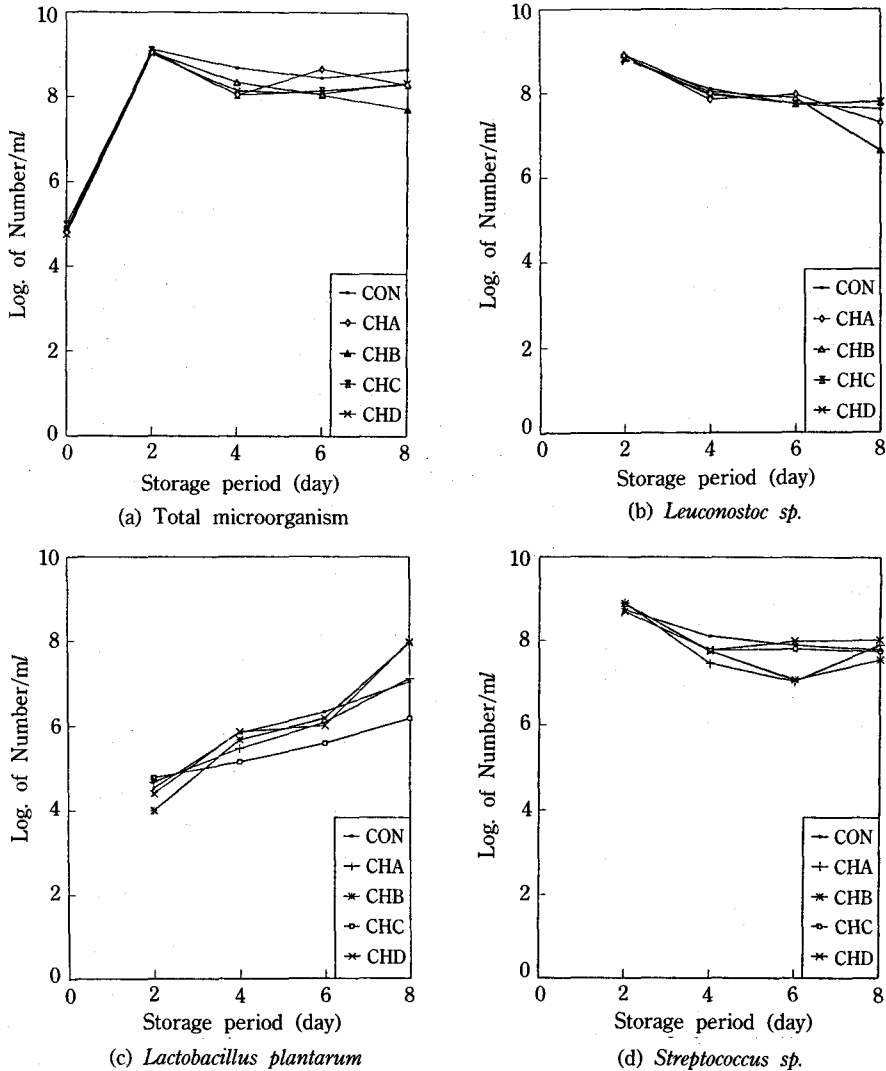 10
8
6
4
2
0
0 2 4 6 8
Log. of Number/ml
Storage period (day)
CON
CHA
CHB
CHC
CHD
(a) Total microorganism
10
8
6
4
2
0
0 2 4 6 8
Log. of Number/ml
Storage period (day)
CON
CHA
CHB
CHC
CHD
(b) Leuconostoc sp.
10
8
6
4
2
0
0 2 4 6 8
Log. of Number/ml
Storage period (day)
CON
CHA
CHB
CHC
CHD
(c) Lactobacillus plantarum
10
8
6
4
2
0
0 2 4 6 8
Log. of Number/ml
Storage period (day)
CON
CHA
CHB
CHC
CHD
(d) Streptococcus sp.